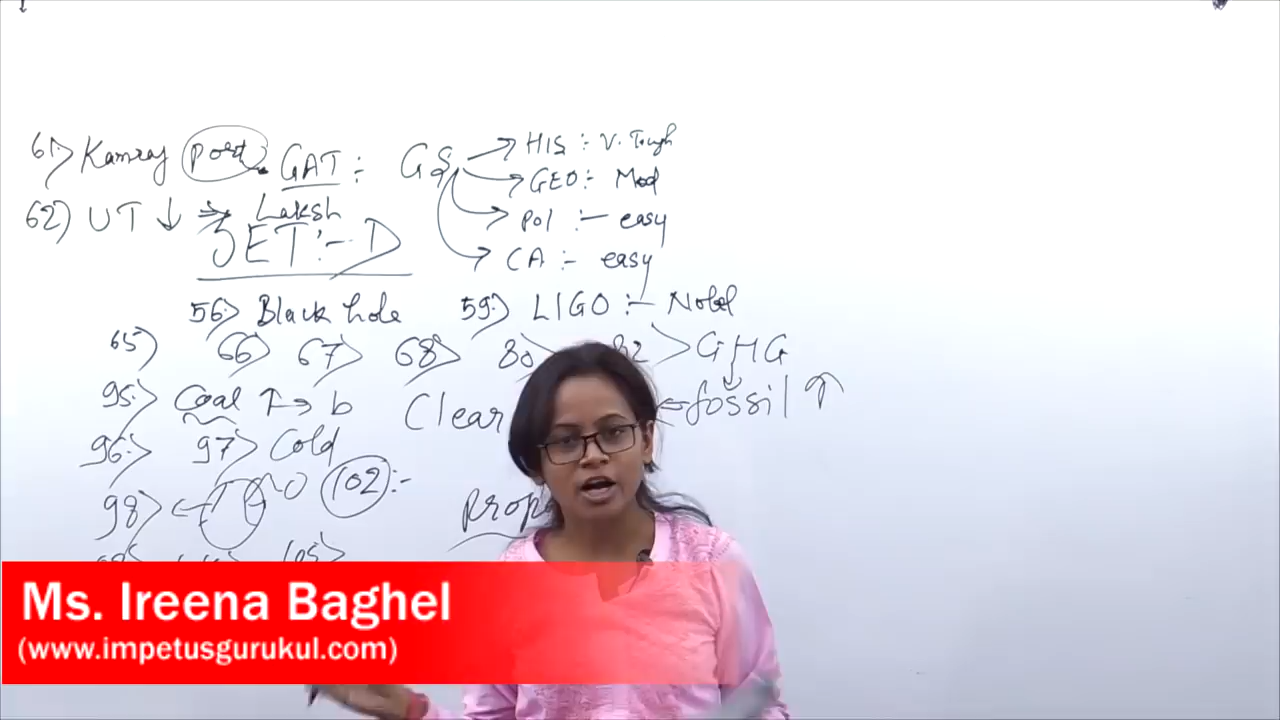 61) Kamraj port. GAT: GS → HIS :- V. Tough
→ GEO :- Mod
62) UT ↓ → Laksh → Pol :- easy
SET :- D → CA :- easy
56) Black hole 59) LIGO :- Nobel
65) 66) 67) 68) 80 82 > GHG
95) Coal ↑ → b Clear ← fossil ↑
96) 97) Cold
98) 102 :- Prop
105)
Ms. Ireena Baghel
(www.impetusgurukul.com)